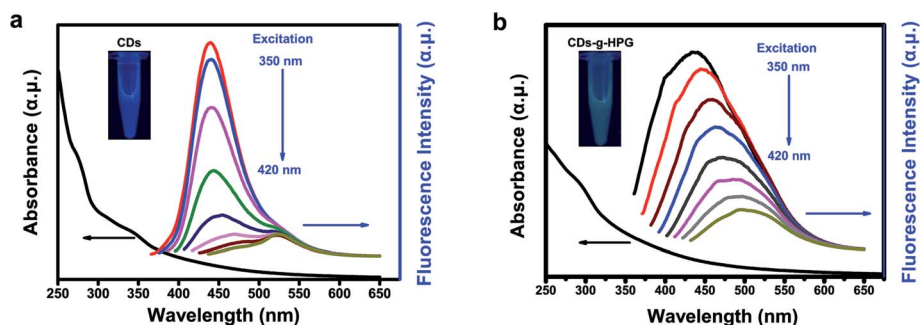 a
CDs
Excitation
350 nm
420 nm
Absorbance (α.μ.)
Fluorescence Intensity (α.μ.)
250 300 350 400 450 500 550 600 650
Wavelength (nm)
b
CDs-g-HPG
Excitation
350 nm
420 nm
Absorbance (α.μ.)
Fluorescence Intensity (α.μ.)
250 300 350 400 450 500 550 600 650
Wavelength (nm)